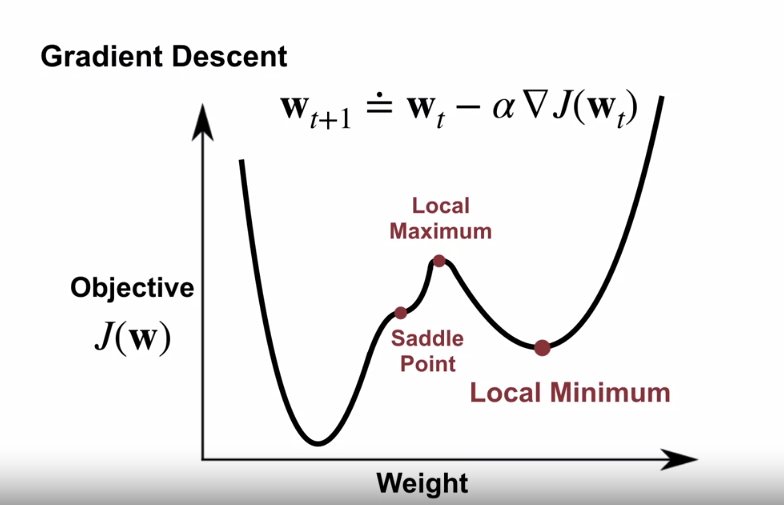 Gradient Descent
𝐰ₜ₊₁ ≐ 𝐰ₜ − α∇J(𝐰ₜ)
Local
Maximum
Objective
J(𝐰)
Saddle
Point
Local Minimum
Weight